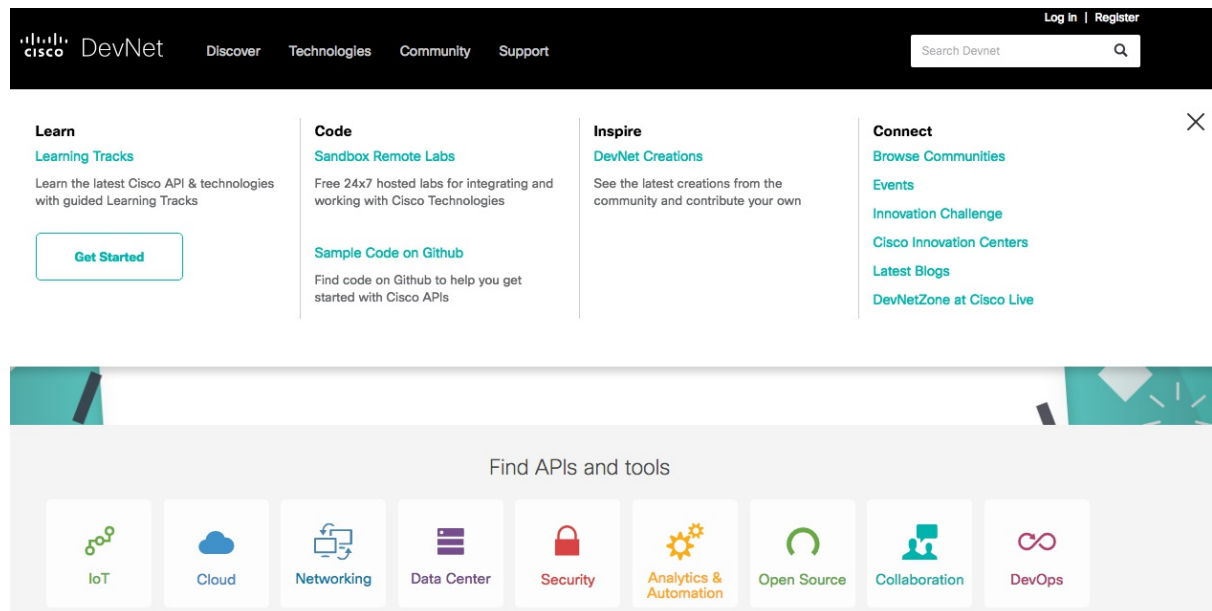 Log In | Register
cisco DevNet Discover Technologies Community Support
Search Devnet
Learn
Learning Tracks
Learn the latest Cisco API & technologies
with guided Learning Tracks
Get Started
Code
Sandbox Remote Labs
Free 24x7 hosted labs for integrating and
working with Cisco Technologies
Sample Code on Github
Find code on Github to help you get
started with Cisco APIs
Inspire
DevNet Creations
See the latest creations from the
community and contribute your own
Connect
Browse Communities
Events
Innovation Challenge
Cisco Innovation Centers
Latest Blogs
DevNetZone at Cisco Live
Find APIs and tools
IoT
Cloud
Networking
Data Center
Security
Analytics &
Automation
Open Source
Collaboration
DevOps